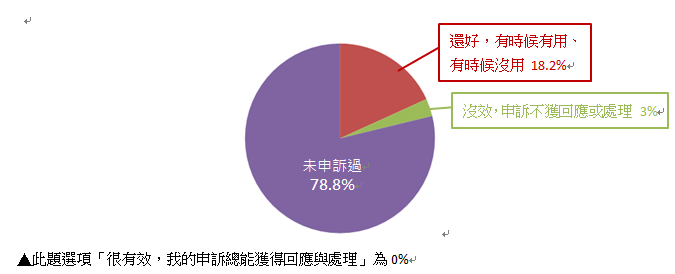 還好，有時候有用、
有時候沒用 18.2%
沒效，申訴不獲回應或處理 3%
未申訴過
78.8%
▲此題選項「很有效，我的申訴總能獲得回應與處理」為 0%